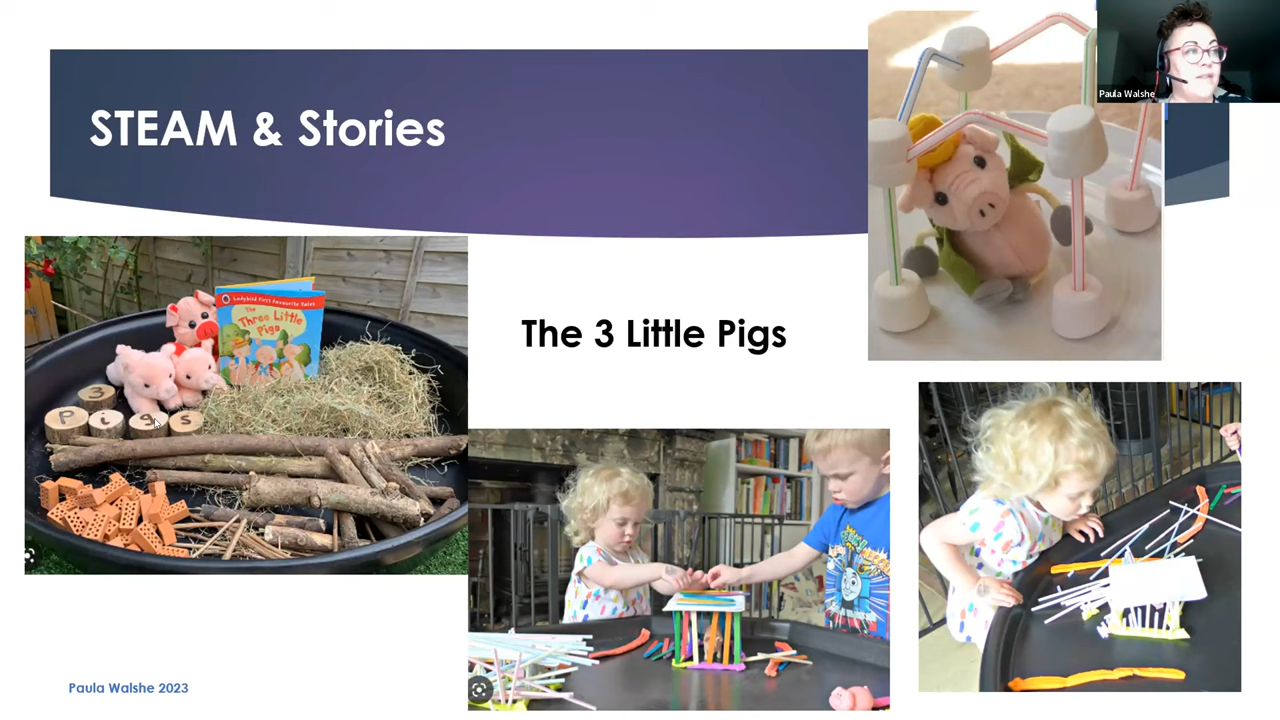 Paula Walshe
STEAM & Stories
Ladybird First Favourite Tales
The
Three Little
Pigs
3
P i g s
The 3 Little Pigs
Paula Walshe 2023